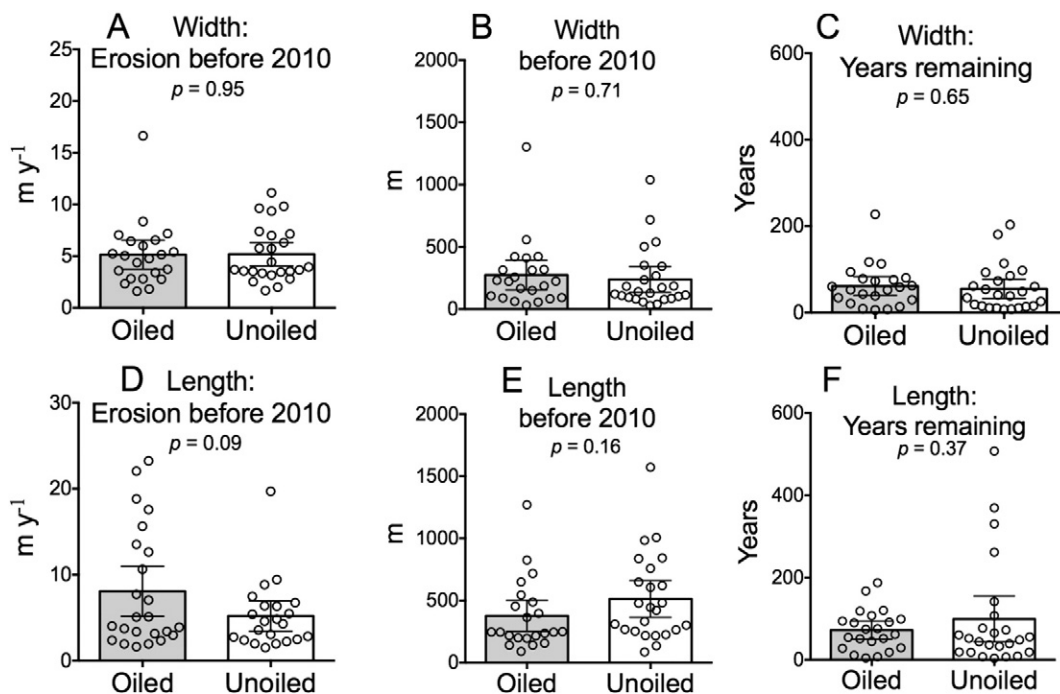 A
Width:
Erosion before 2010
p = 0.95
25
20
15
10
5
0
m y⁻¹
Oiled
Unoiled
B
Width
before 2010
p = 0.71
2000
1500
1000
500
0
m
Oiled
Unoiled
C
Width:
Years remaining
p = 0.65
600
400
200
0
Years
Oiled
Unoiled
D
Length:
Erosion before 2010
p = 0.09
30
20
10
0
m y⁻¹
Oiled
Unoiled
E
Length
before 2010
p = 0.16
2000
1500
1000
500
0
m
Oiled
Unoiled
F
Length:
Years remaining
p = 0.37
600
400
200
0
Years
Oiled
Unoiled